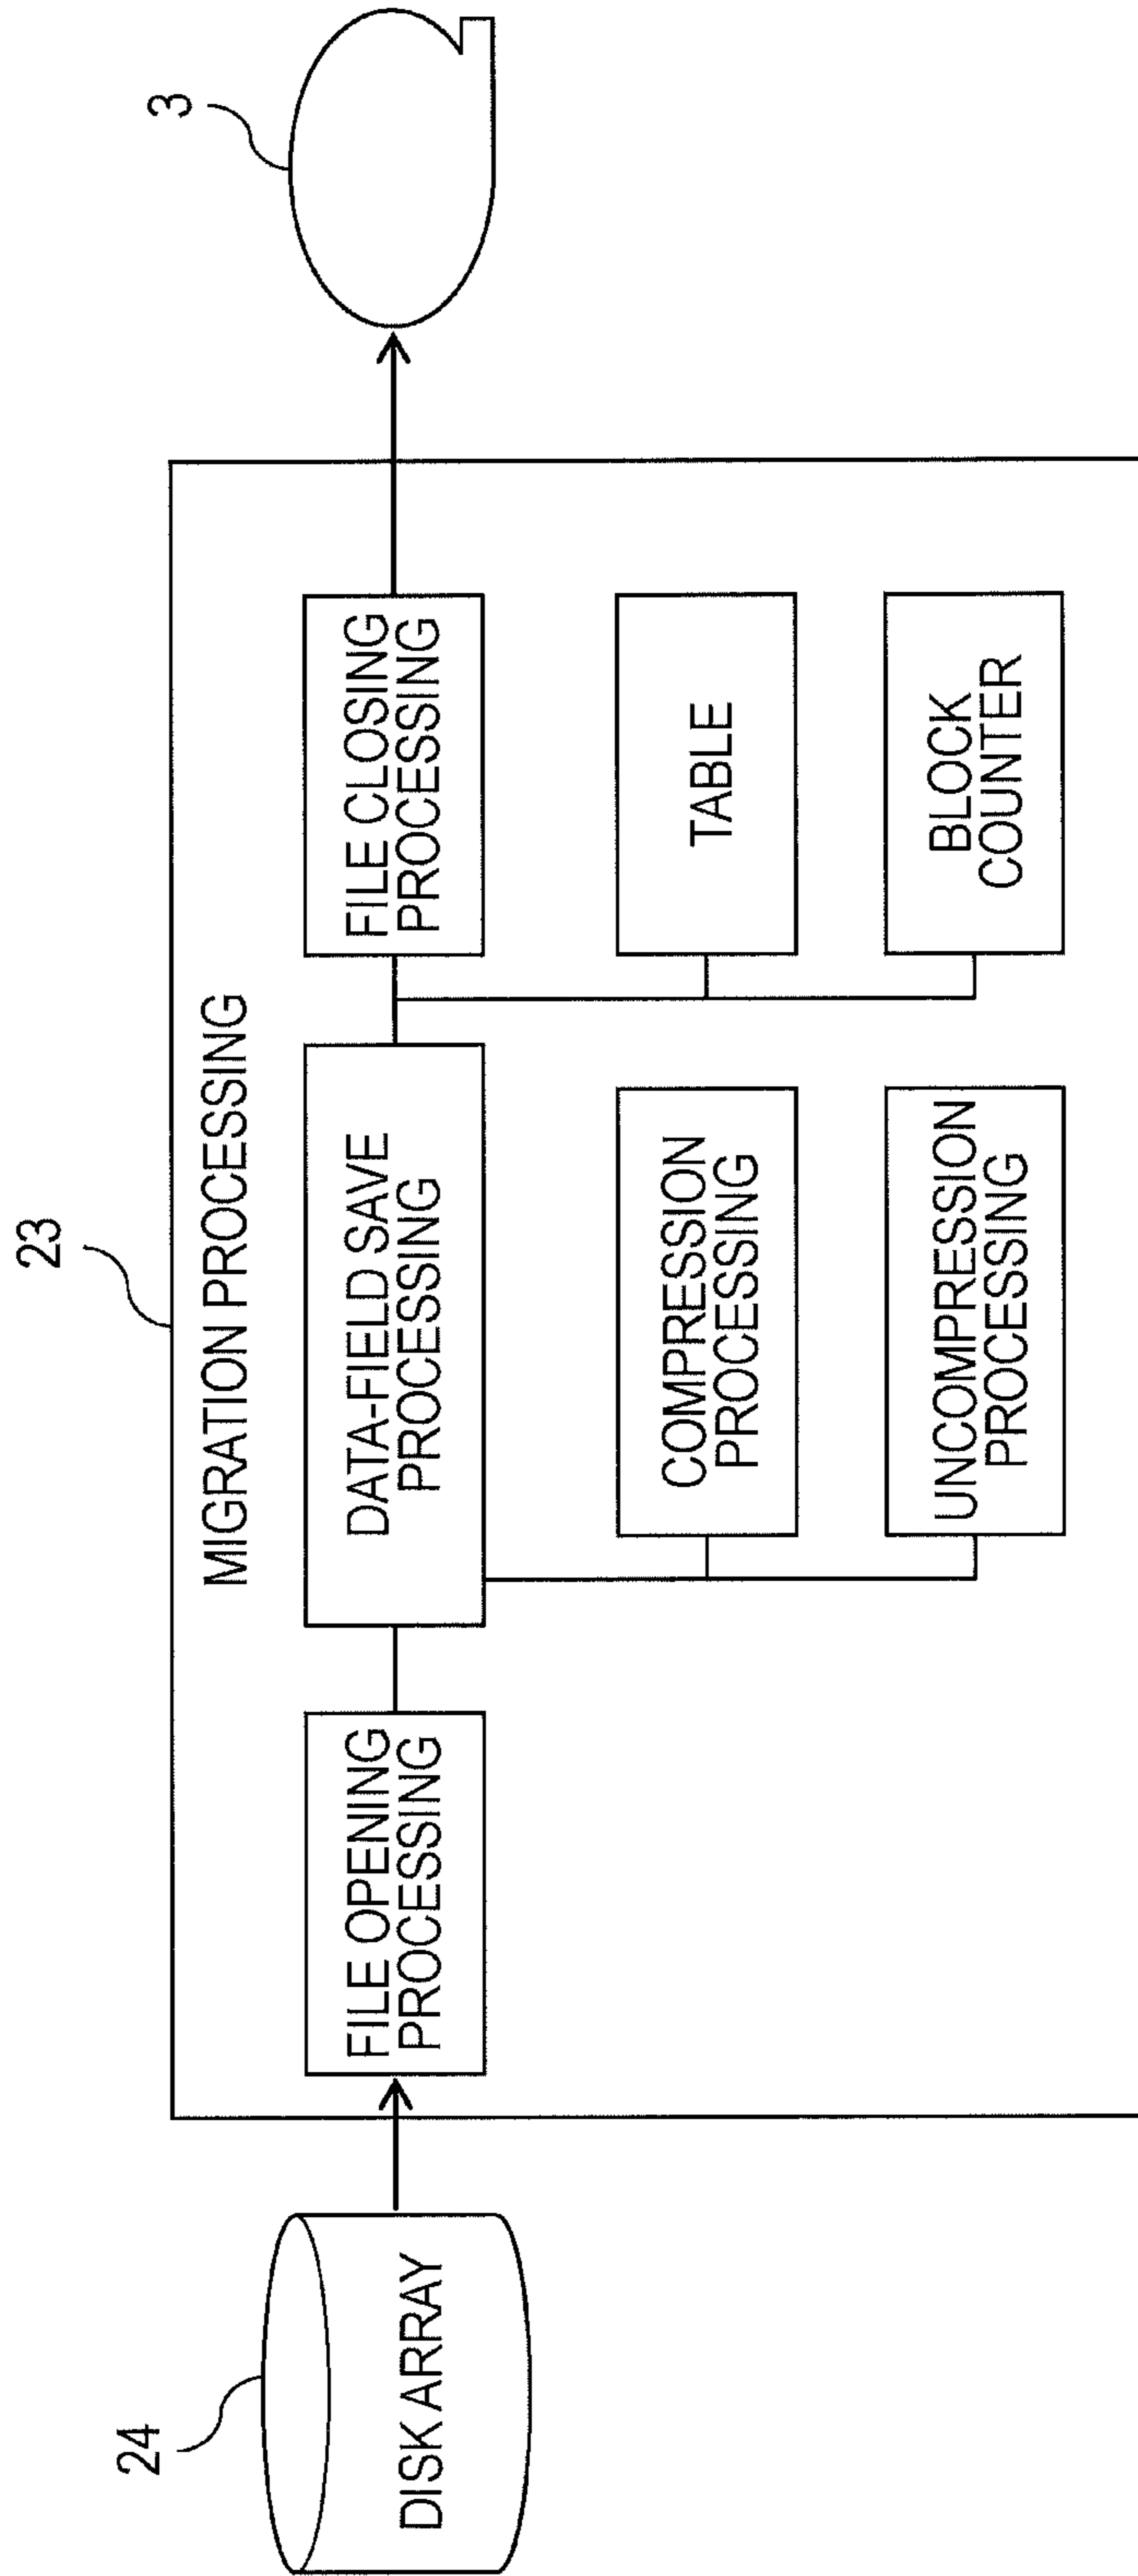 23
MIGRATION PROCESSING
24
DISK ARRAY
FILE OPENING
PROCESSING
DATA-FIELD SAVE
PROCESSING
FILE CLOSING
PROCESSING
3
COMPRESSION
PROCESSING
TABLE
UNCOMPRESSION
PROCESSING
BLOCK
COUNTER